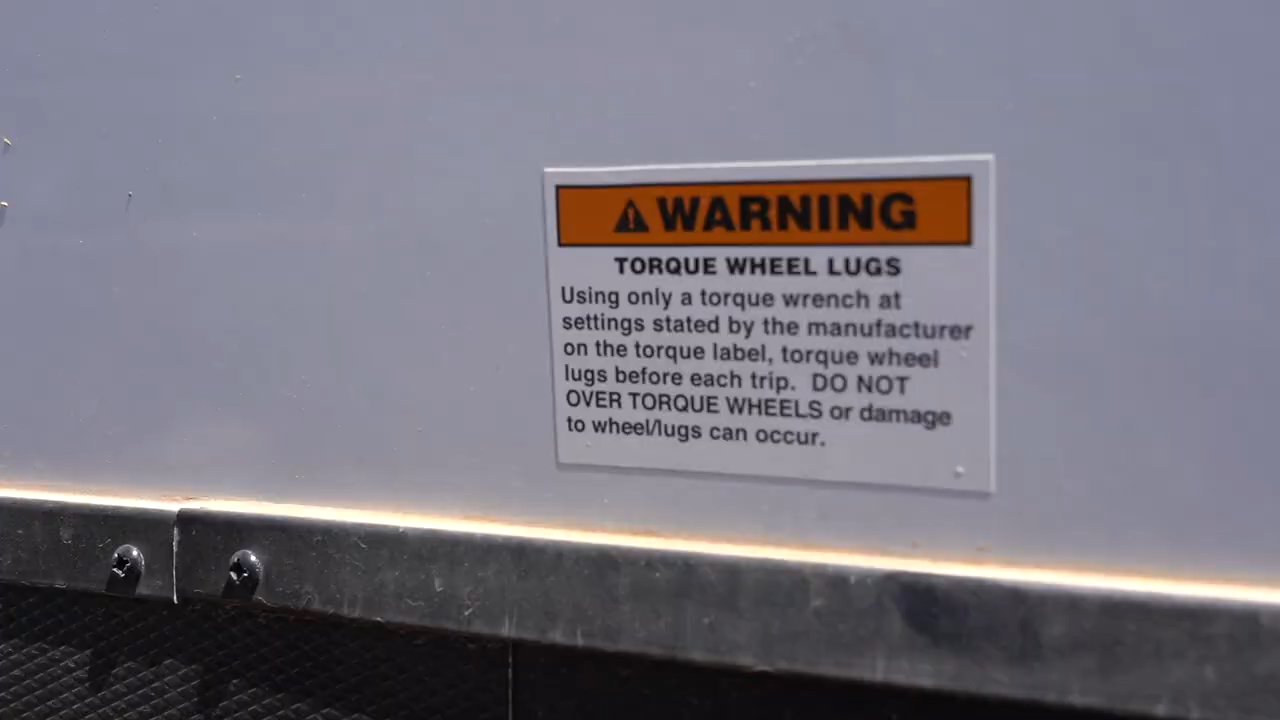 WARNING
TORQUE WHEEL LUGS
Using only a torque wrench at
settings stated by the manufacturer
on the torque label, torque wheel
lugs before each trip.  DO NOT
OVER TORQUE WHEELS or damage
to wheel/lugs can occur.